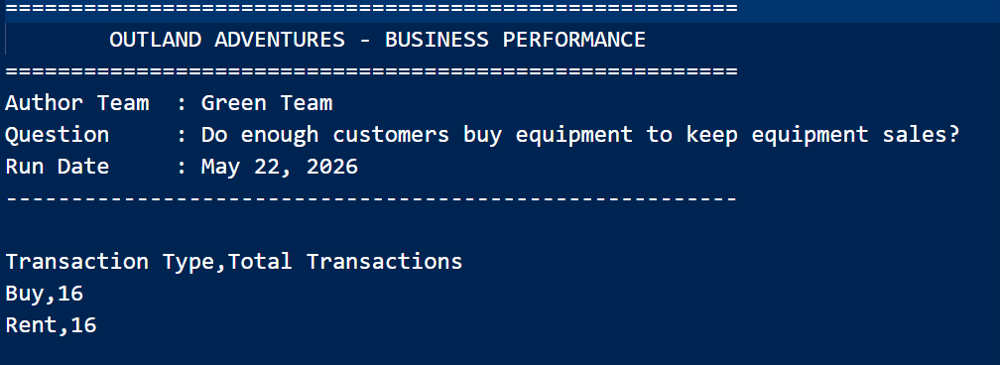 ========================================================
OUTLAND ADVENTURES - BUSINESS PERFORMANCE
========================================================
Author Team  : Green Team
Question     : Do enough customers buy equipment to keep equipment sales?
Run Date     : May 22, 2026
--------------------------------------------------------
Transaction Type,Total Transactions
Buy,16
Rent,16